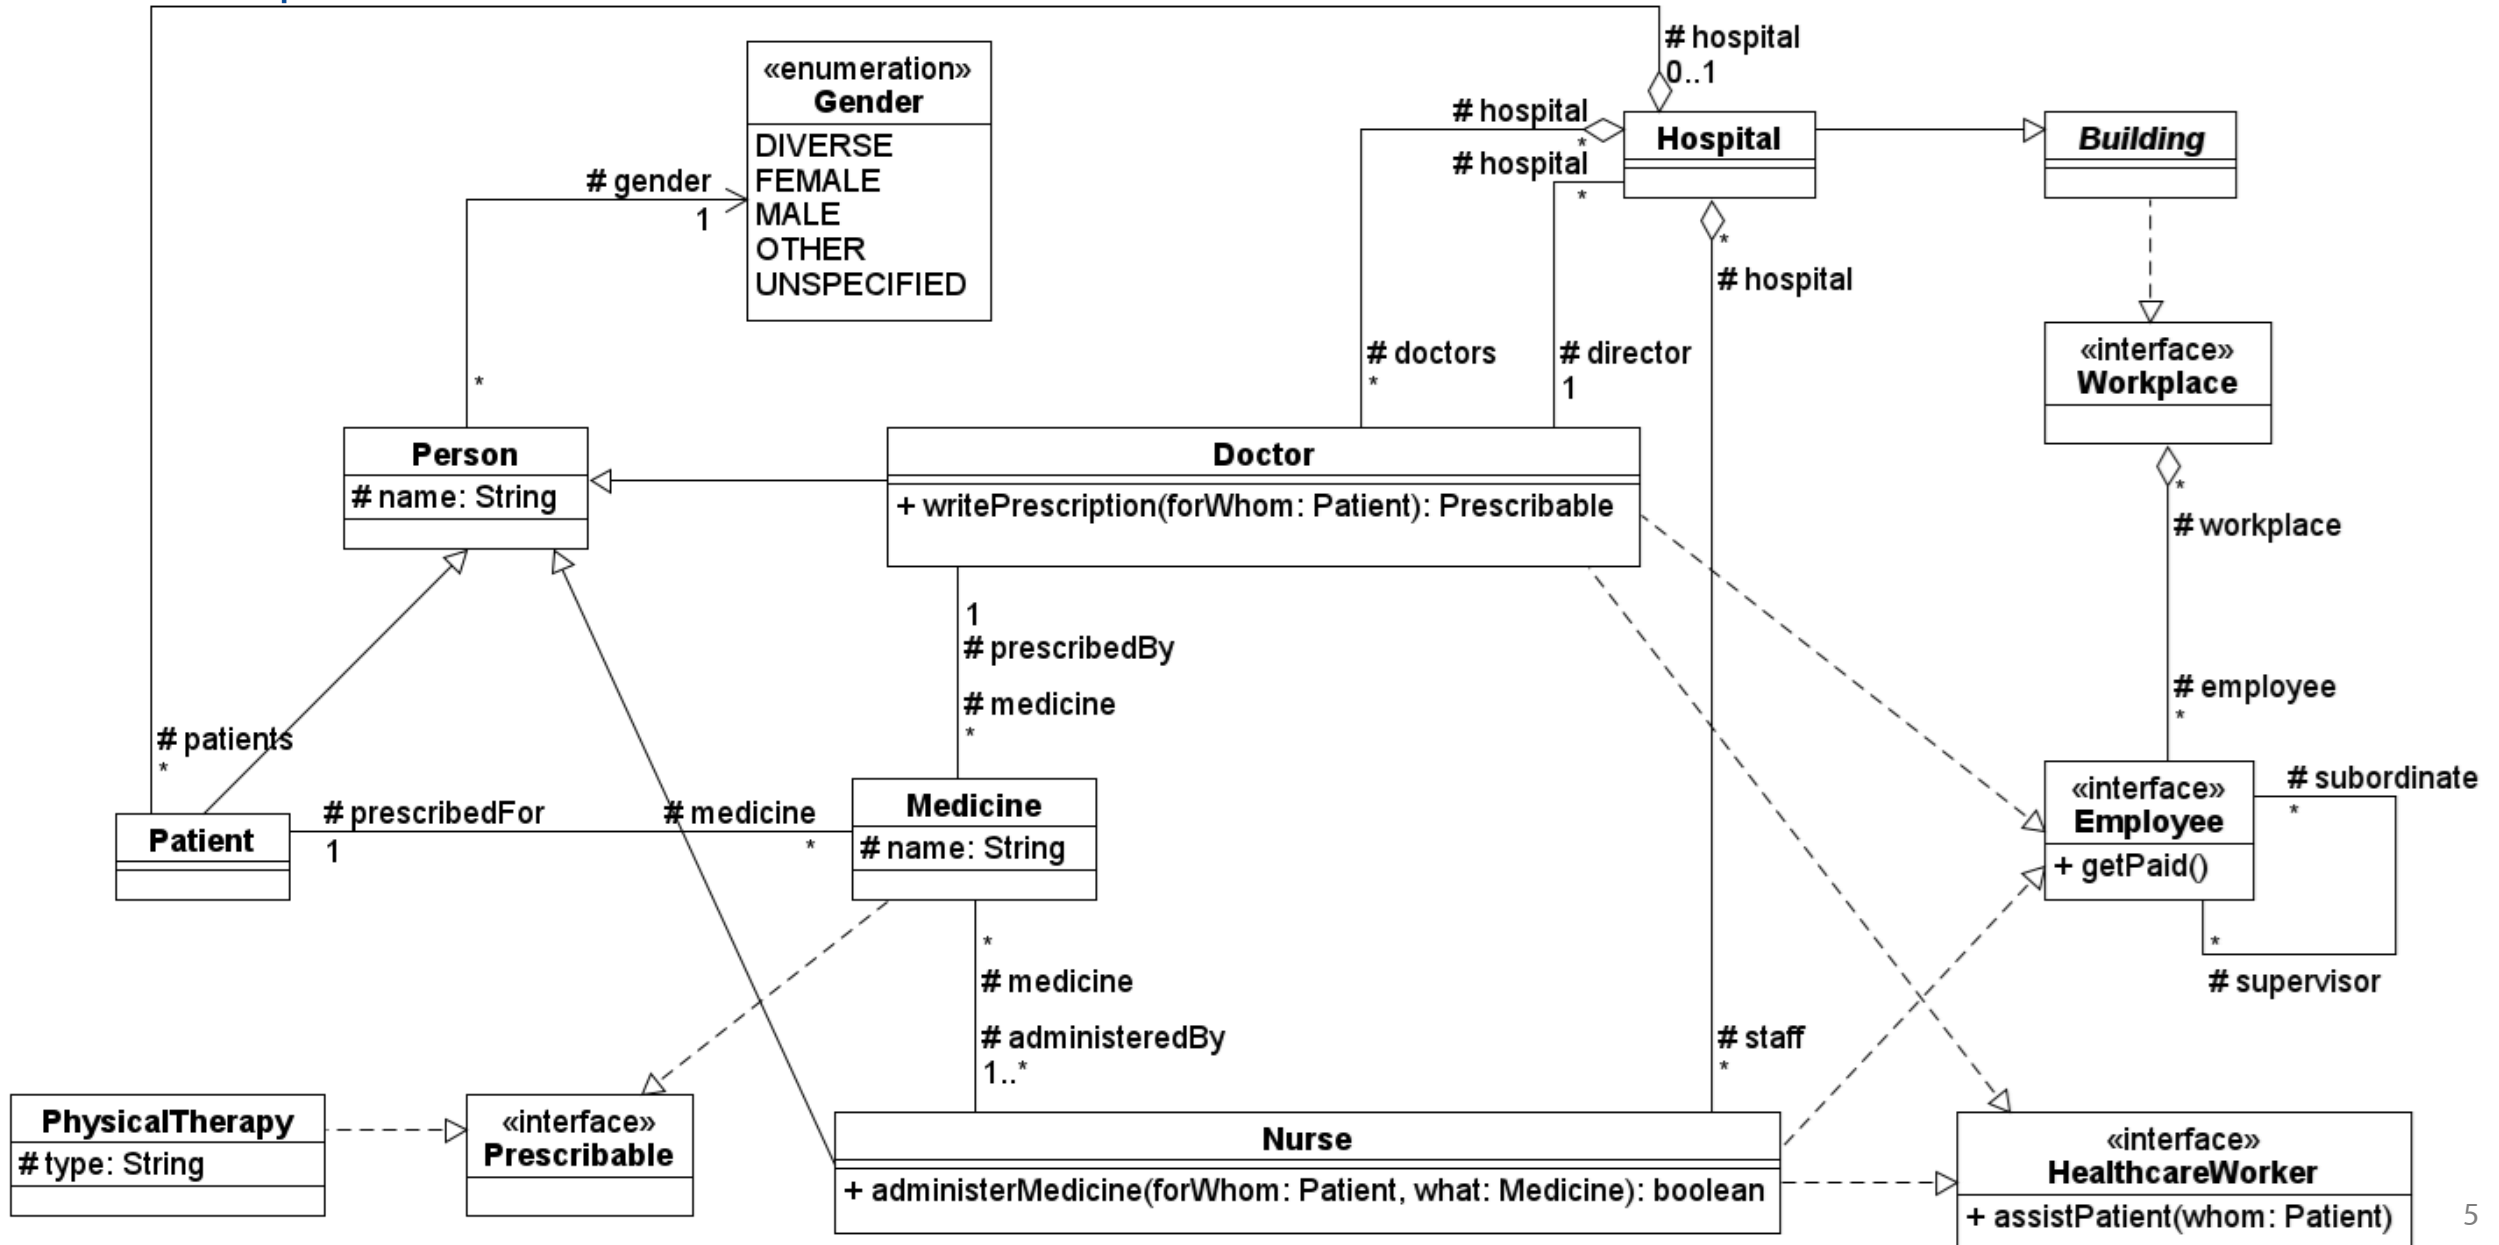 # hospital
0..1
«enumeration»
Gender
DIVERSE
FEMALE
MALE
OTHER
UNSPECIFIED
# gender
1
*
# hospital
*
# hospital
*
Hospital
Building
*
# hospital
# doctors
*
# director
1
«interface»
Workplace
*
# workplace
# employee
*
Person
# name: String
Doctor
+ writePrescription(forWhom: Patient): Prescribable
1
# prescribedBy
# medicine
*
# patients
*
Patient
# prescribedFor
1
# medicine
*
Medicine
# name: String
«interface»
Employee
+ getPaid()
# subordinate
*
*
# supervisor
*
# medicine
# administeredBy
1..*
# staff
*
PhysicalTherapy
# type: String
«interface»
Prescribable
Nurse
+ administerMedicine(forWhom: Patient, what: Medicine): boolean
«interface»
HealthcareWorker
+ assistPatient(whom: Patient)
5